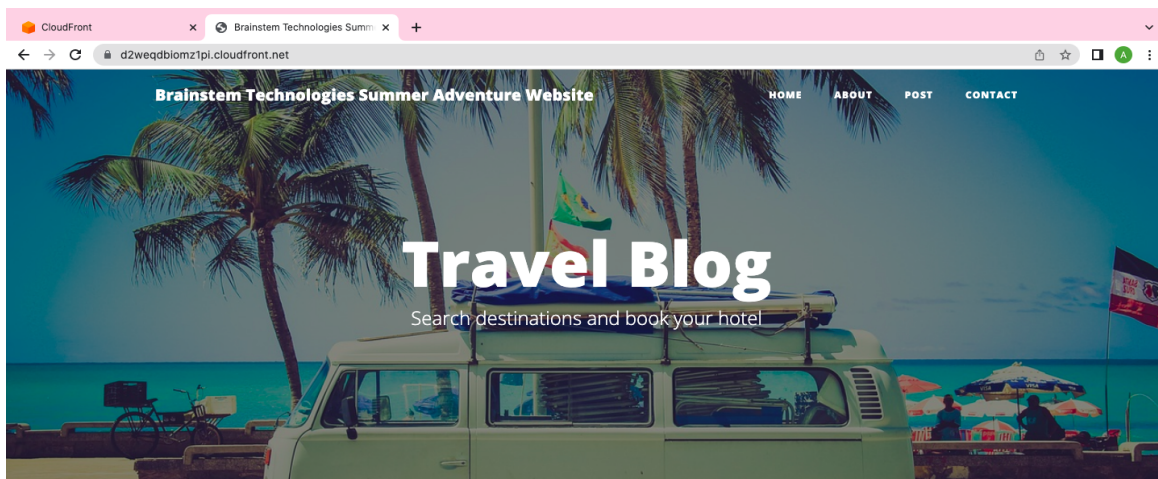 CloudFront
Brainstem Technologies Summ
d2weqdbiomz1pi.cloudfront.net
A
Brainstem Technologies Summer Adventure Website
HOME ABOUT POST CONTACT
Travel Blog
Search destinations and book your hotel